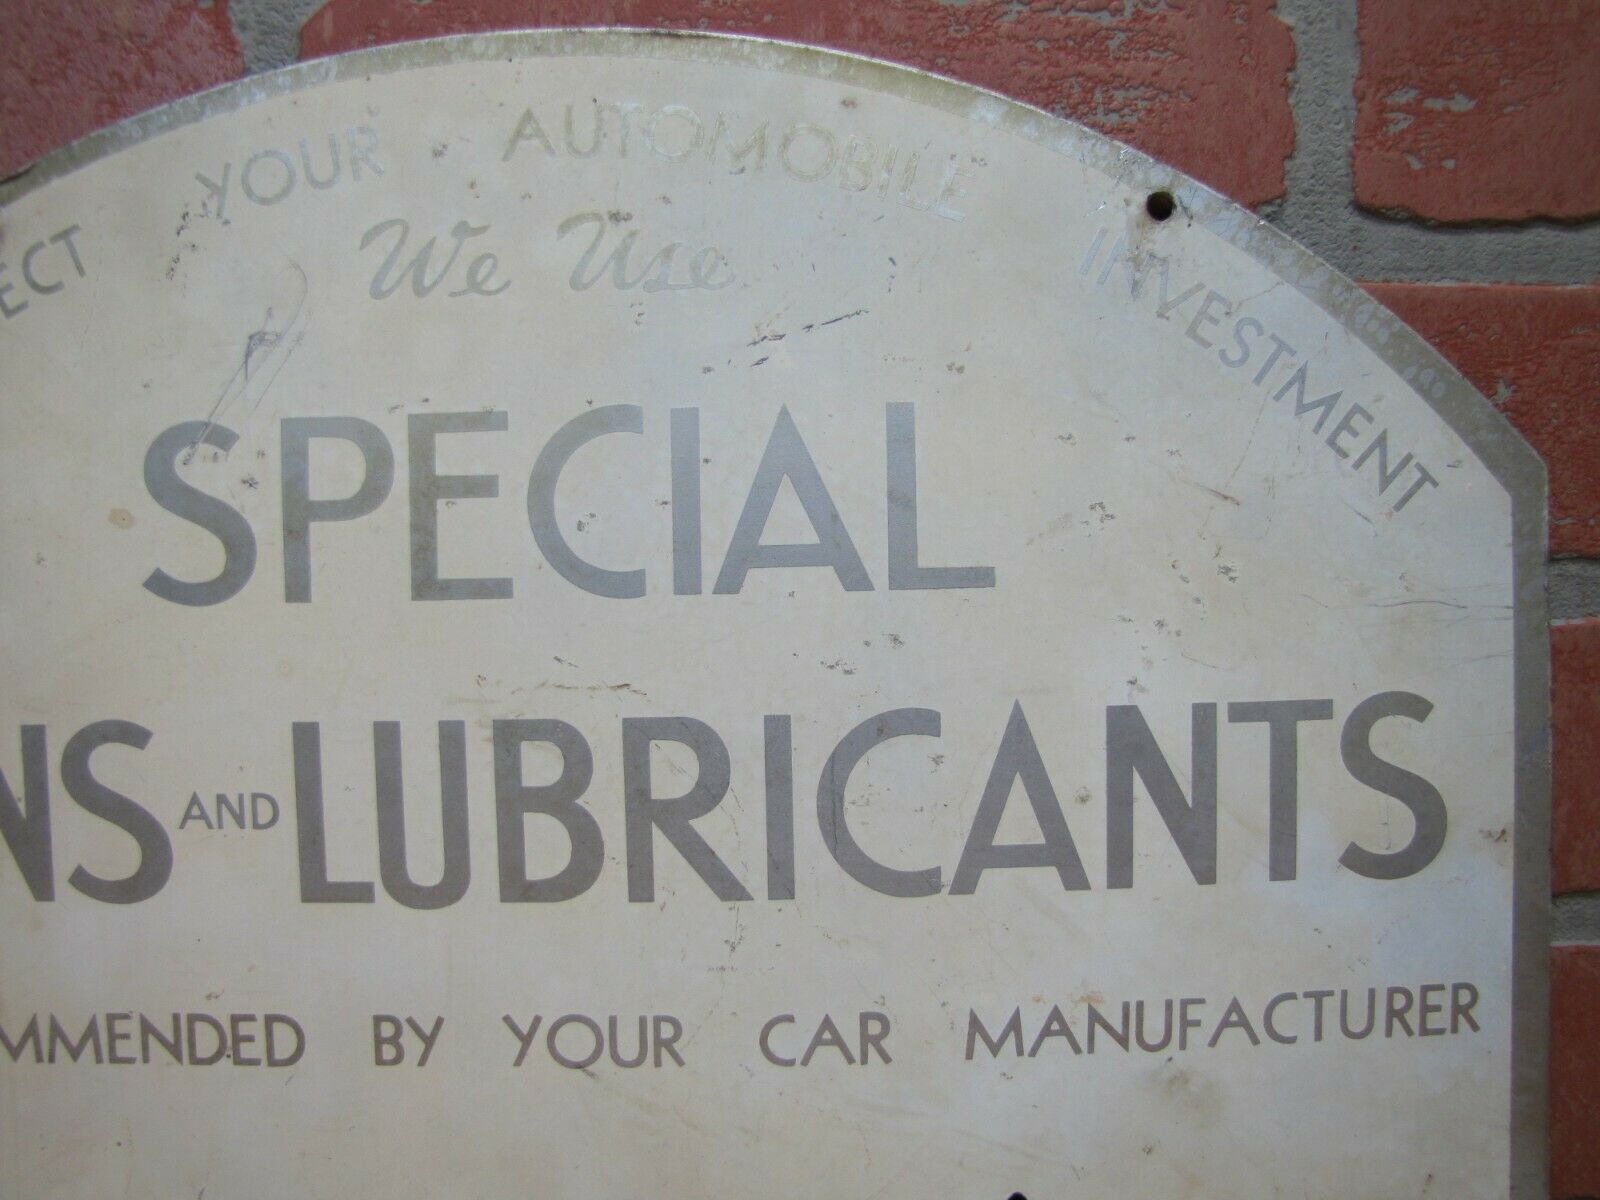 ECT YOUR AUTOMOBILE INVESTMENT
We Use
SPECIAL
NS AND LUBRICANTS
MMENDED BY YOUR CAR MANUFACTURER